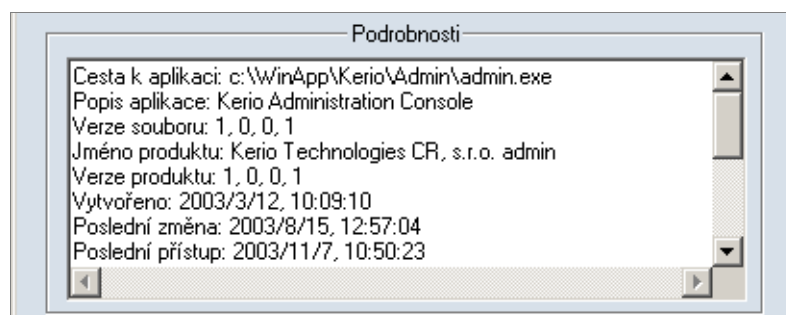 Podrobnosti
Cesta k aplikaci: c:\WinApp\Kerio\Admin\admin.exe
Popis aplikace: Kerio Administration Console
Verze souboru: 1, 0, 0, 1
Jméno produktu: Kerio Technologies CR, s.r.o. admin
Verze produktu: 1, 0, 0, 1
Vytvořeno: 2003/3/12, 10:09:10
Poslední změna: 2003/8/15, 12:57:04
Poslední přístup: 2003/11/7, 10:50:23